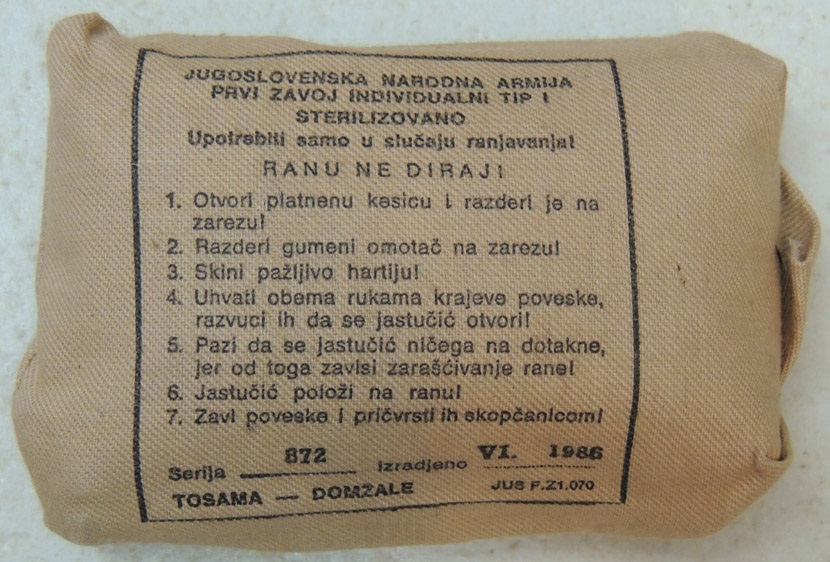 JUGOSLOVENSKA NARODNA ARMIJA
PRVI ZAVOJ INDIVIDUALNI TIP I
STERILIZOVANO
Upotrebiti samo u slučaju ranjavanja!
RANU NE DIRAJ!
1. Otvori platnenu kesicu i razderi je na
zarezu!
2. Razderi gumeni omotač na zarezu!
3. Skini pažljivo hartiju!
4. Uhvati obema rukama krajeve poveske,
razvuci ih da se jastučić otvori!
5. Pazi da se jastučić ničega na dotakne,
jer od toga zavisi zarašćivanje rane!
6. Jastučić položi na ranu!
7. Zavi poveske i pričvrsti ih skopčanicom!
Serija 872 Izradjeno VI. 1986
TOSAMA — DOMŽALE JUS F.Z1.070